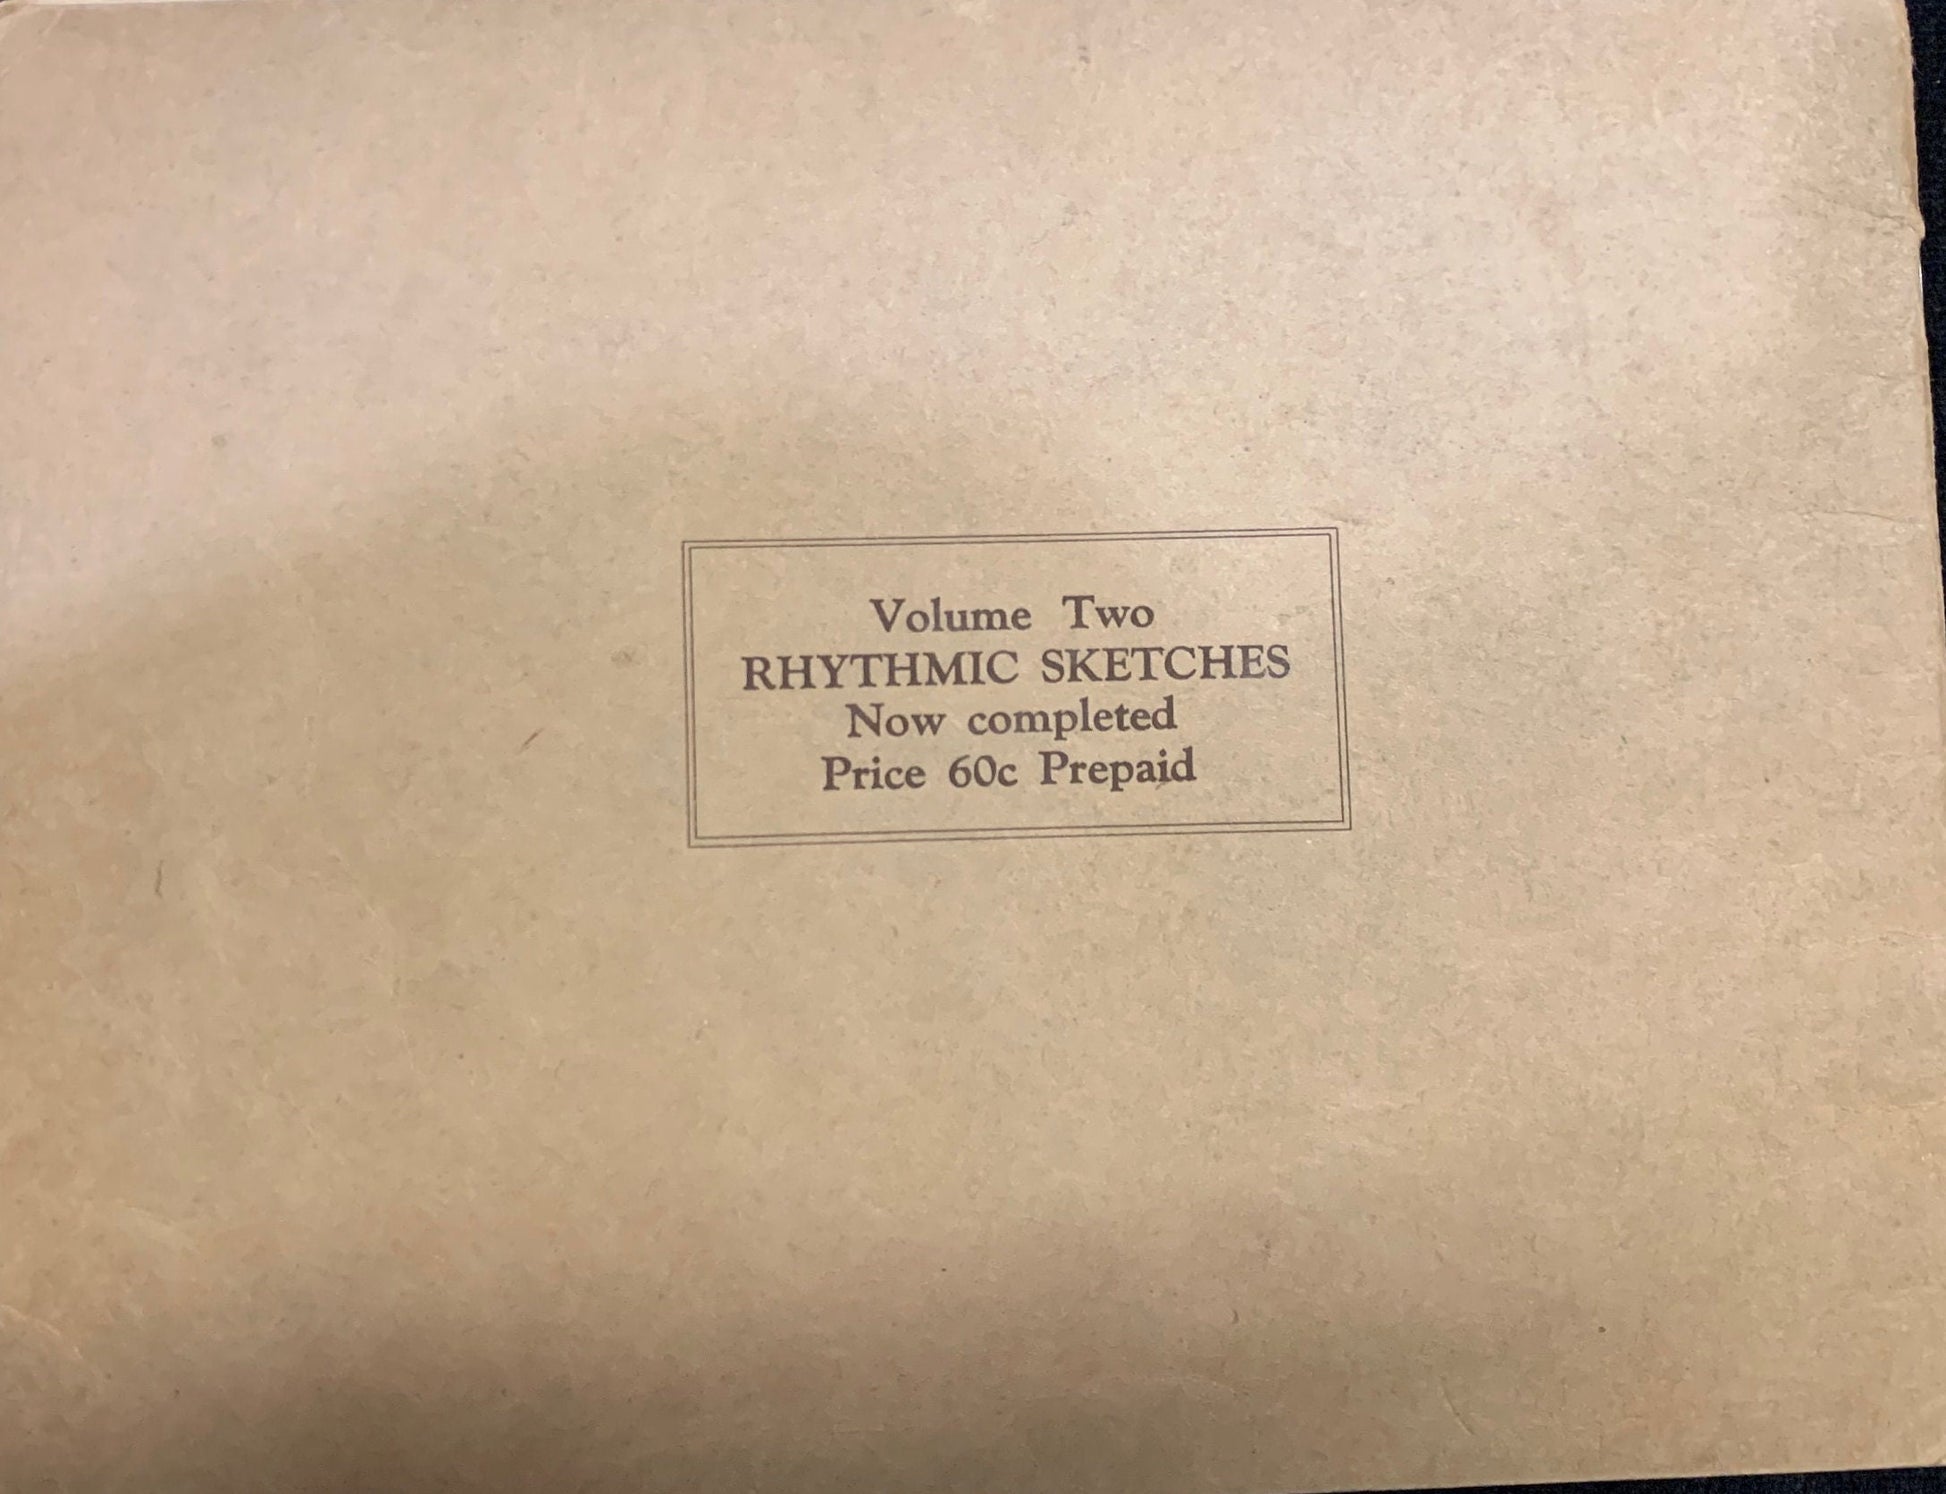 Volume Two
RHYTHMIC SKETCHES
Now completed
Price 60c Prepaid